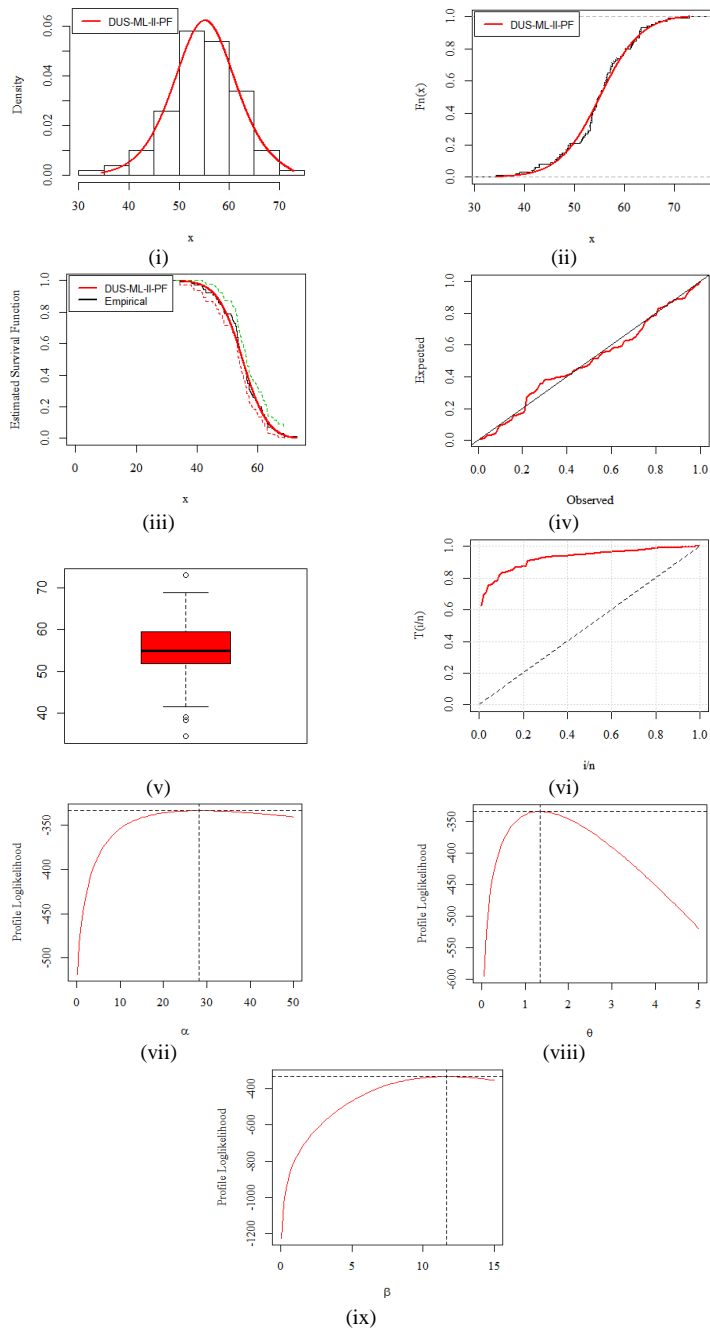 DUS-ML-II-PF
Density
0.00 0.02 0.04 0.06
30 40 50 60 70
x
(i)
DUS-ML-II-PF
Fn(x)
0.0 0.2 0.4 0.6 0.8 1.0
30 40 50 60 70
x
(ii)
DUS-ML-II-PF
Empirical
Estimated Survival Function
0.0 0.2 0.4 0.6 0.8 1.0
0 20 40 60
x
(iii)
Expected
0.0 0.2 0.4 0.6 0.8 1.0
0.0 0.2 0.4 0.6 0.8 1.0
Observed
(iv)
40 50 60 70
(v)
T(i/n)
0.0 0.2 0.4 0.6 0.8 1.0
0.0 0.2 0.4 0.6 0.8 1.0
i/n
(vi)
Profile Loglikelihood
-500 -450 -400 -350
0 10 20 30 40 50
α
(vii)
Profile Loglikelihood
-600 -550 -500 -450 -400 -350
0 1 2 3 4 5
θ
(viii)
Profile Loglikelihood
-1200 -1000 -800 -600 -400
0 5 10 15
β
(ix)